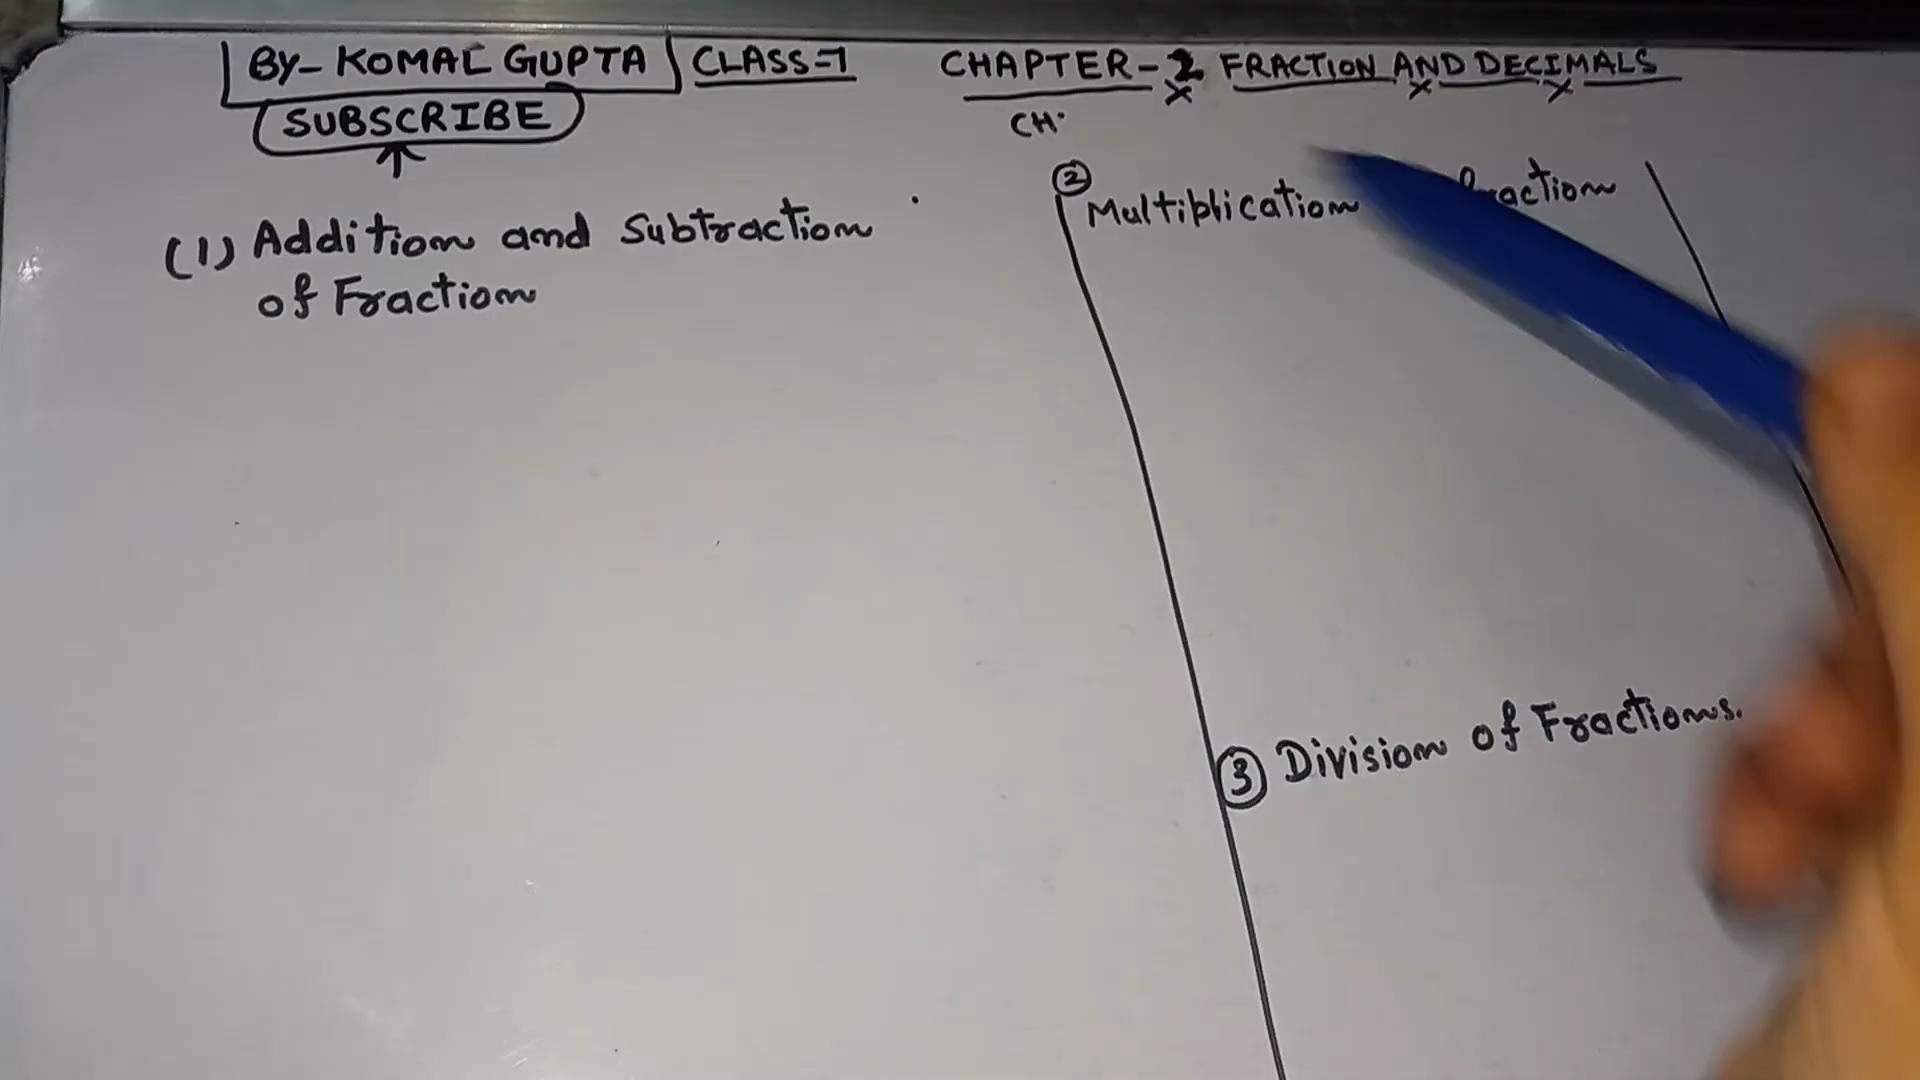 BY- KOMAL GUPTA CLASS-7 CHAPTER-2 FRACTION AND DECIMALS
SUBSCRIBE
CH.
(1) Addition and Subtraction
of Fraction
② Multiplication raction
③ Division of Fractions.